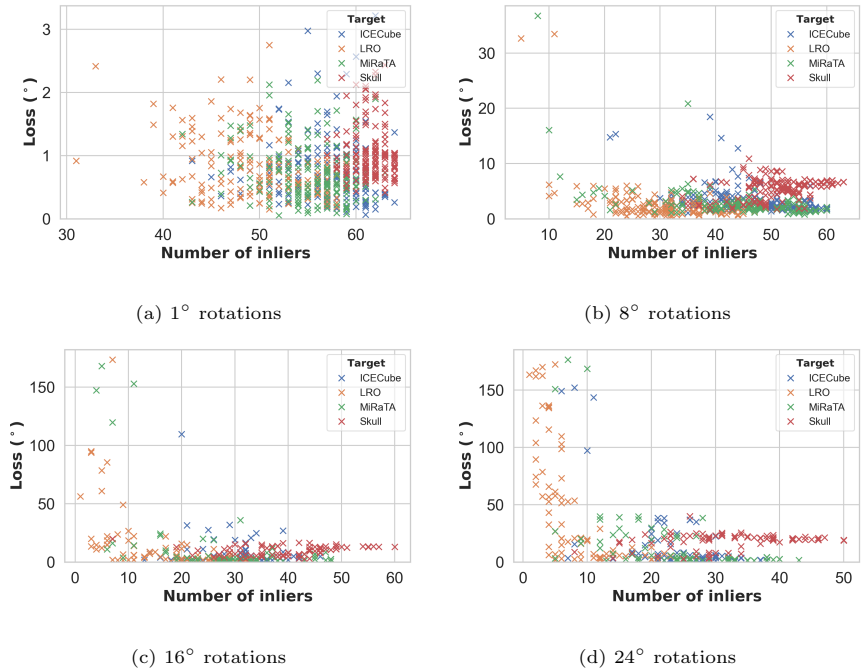 Target
ICECube
LRO
MiRaTA
Skull
3
2
1
0
30 40 50 60
Loss (°)
Number of inliers
(a) 1° rotations
Target
ICECube
LRO
MiRaTA
Skull
30
20
10
0
10 20 30 40 50 60
Loss (°)
Number of inliers
(b) 8° rotations
Target
ICECube
LRO
MiRaTA
Skull
150
100
50
0
0 10 20 30 40 50 60
Loss (°)
Number of inliers
(c) 16° rotations
Target
ICECube
LRO
MiRaTA
Skull
150
100
50
0
0 10 20 30 40 50
Loss (°)
Number of inliers
(d) 24° rotations